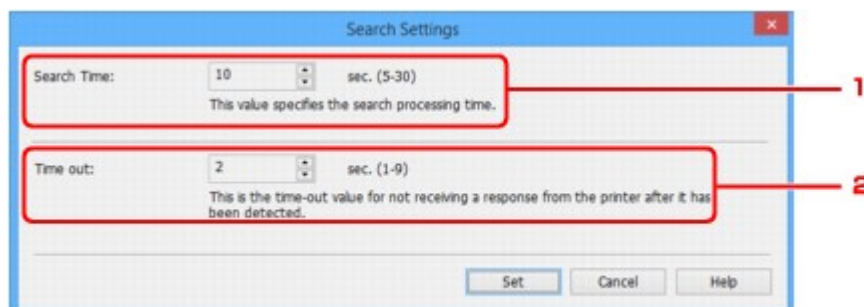 Search Settings
Search Time: 10 sec. (5-30)
This value specifies the search processing time.
1
Time out: 2 sec. (1-9)
This is the time-out value for not receiving a response from the printer after it has
been detected.
2
Set Cancel Help